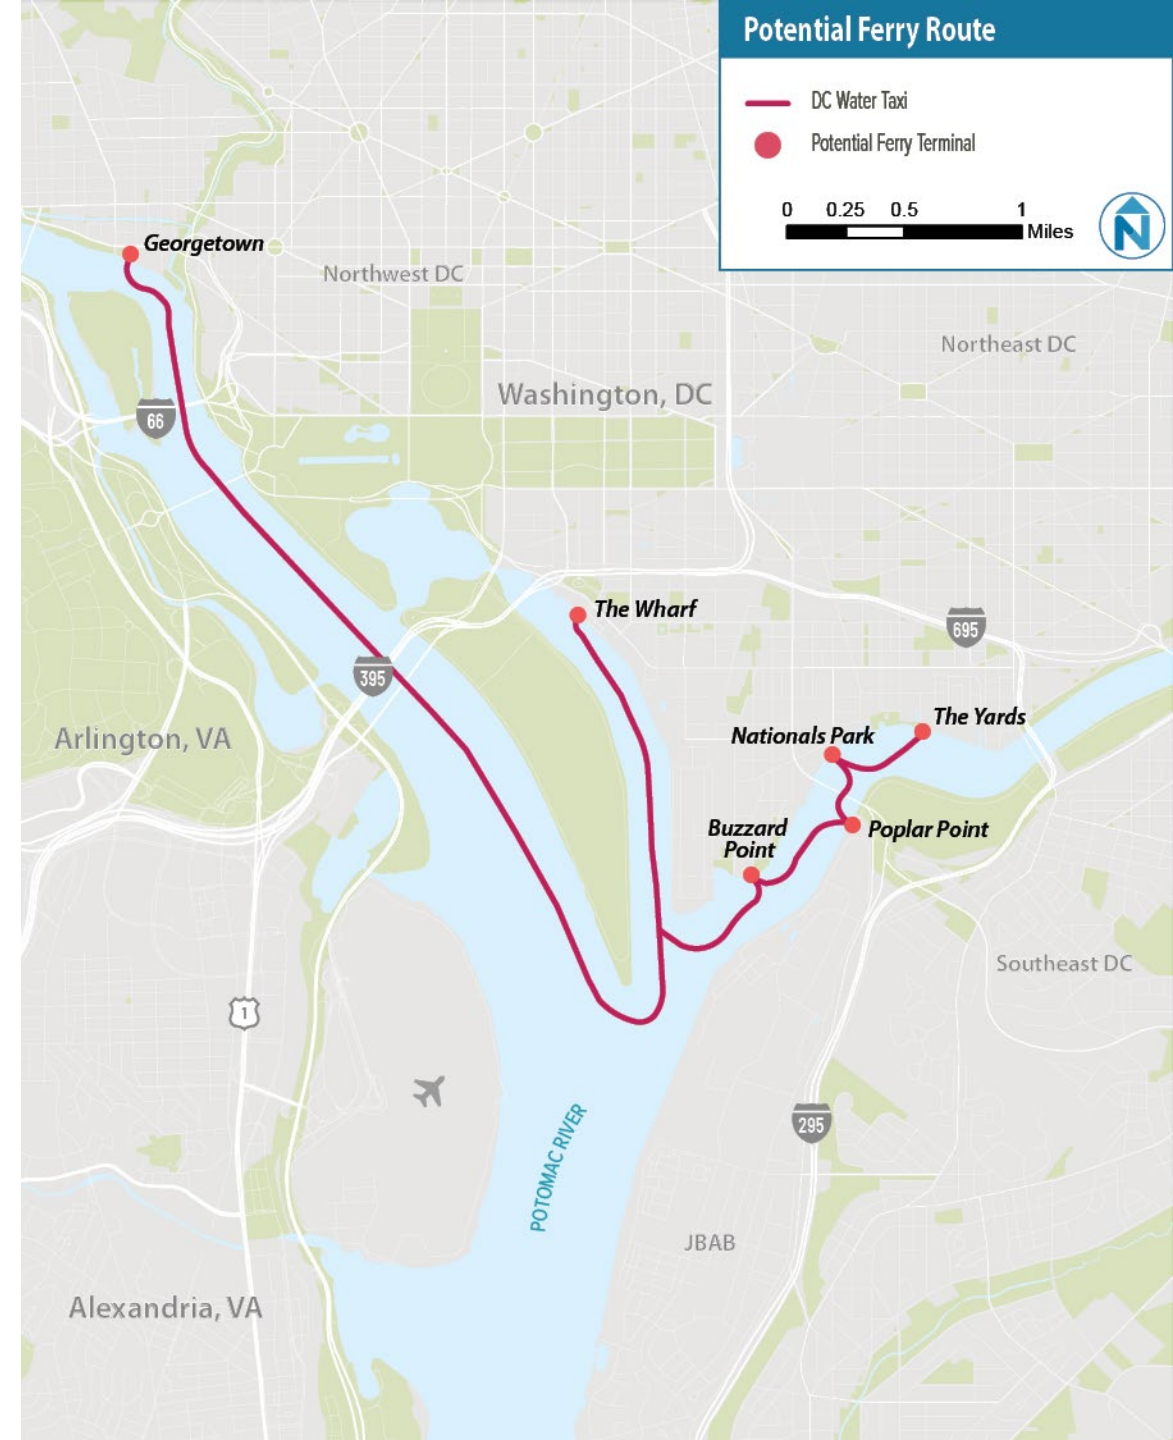 Potential Ferry Route
DC Water Taxi
Potential Ferry Terminal
0 0.25 0.5 1
Miles
N
Georgetown
Northwest DC
Northeast DC
Washington, DC
66
The Wharf
695
395
The Yards
Nationals Park
Arlington, VA
Buzzard
Point
Poplar Point
Southeast DC
1
295
POTOMAC RIVER
JBAB
Alexandria, VA